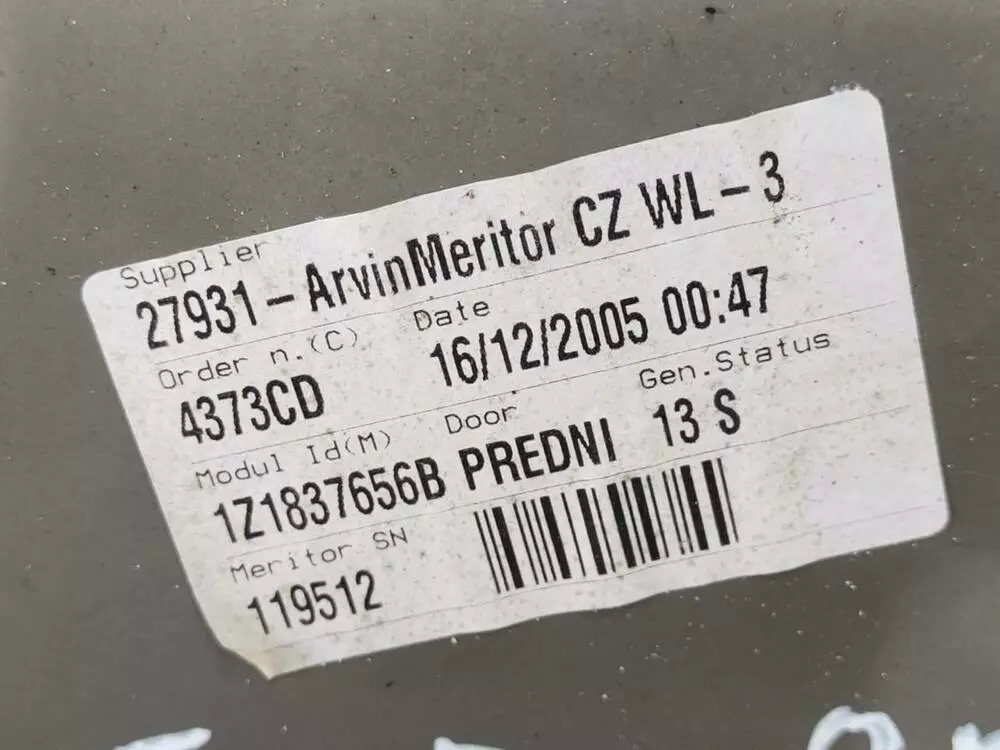 Supplier
27931 - ArvinMeritor CZ WL - 3
Order n.(C) Date
4373CD 16/12/2005 00:47
Modul Id(M) Door Gen.Status
1Z1837656B PREDNI 13 S
Meritor SN
119512